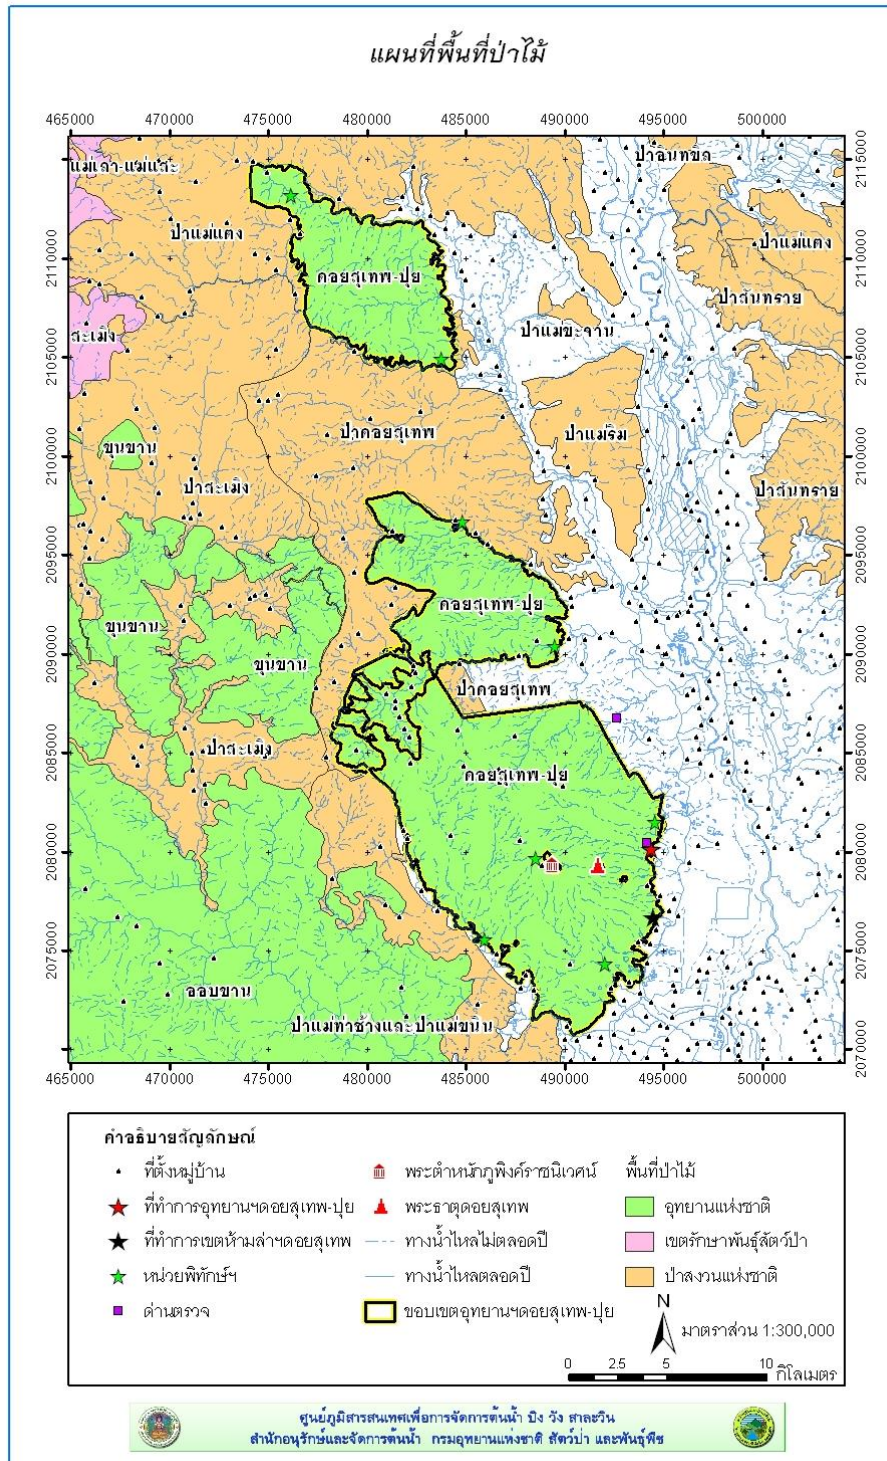 แผนที่พื้นที่ป่าไม้
465000 470000 475000 480000 485000 490000 495000 500000
2115000
2110000
2105000
2100000
2095000
2090000
2085000
2080000
2075000
2070000
2115000
2110000
2105000
2100000
2095000
2090000
2085000
2080000
2075000
2070000
ป่าอินทขิล
แม่เลา-แม่แสะ
ป่าแม่แตง
ป่าแม่แตง
ดอยสุเทพ-ปุย
ป่าสันทราย
สะเมิง
ป่าแม่ขะจาน
ป่าดอยสุเทพ
ป่าแม่ริม
ขุนขาน
ป่าสะเมิง
ป่าสันทราย
ดอยสุเทพ-ปุย
ขุนขาน
ขุนขาน
ป่าดอยสุเทพ
ป่าสะเมิง
ดอยสุเทพ-ปุย
ออบขาน
ป่าแม่ท่าช้างและป่าแม่ขนิน
465000 470000 475000 480000 485000 490000 495000 500000
คำอธิบายสัญลักษณ์
ที่ตั้งหมู่บ้าน
ที่ทำการอุทยานฯดอยสุเทพ-ปุย
ที่ทำการเขตห้ามล่าฯดอยสุเทพ
หน่วยพิทักษ์ฯ
ด่านตรวจ
พระตำหนักภูพิงค์ราชนิเวศน์
พระธาตุดอยสุเทพ
ทางน้ำไหลไม่ตลอดปี
ทางน้ำไหลตลอดปี
ขอบเขตอุทยานฯดอยสุเทพ-ปุย
พื้นที่ป่าไม้
อุทยานแห่งชาติ
เขตรักษาพันธุ์สัตว์ป่า
ป่าสงวนแห่งชาติ
N
มาตราส่วน 1:300,000
0 2.5 5 10
กิโลเมตร
ศูนย์ภูมิสารสนเทศเพื่อการจัดการต้นน้ำ ปิง วัง สาละวิน
สำนักอนุรักษ์และจัดการต้นน้ำ กรมอุทยานแห่งชาติ สัตว์ป่า และพันธุ์พืช